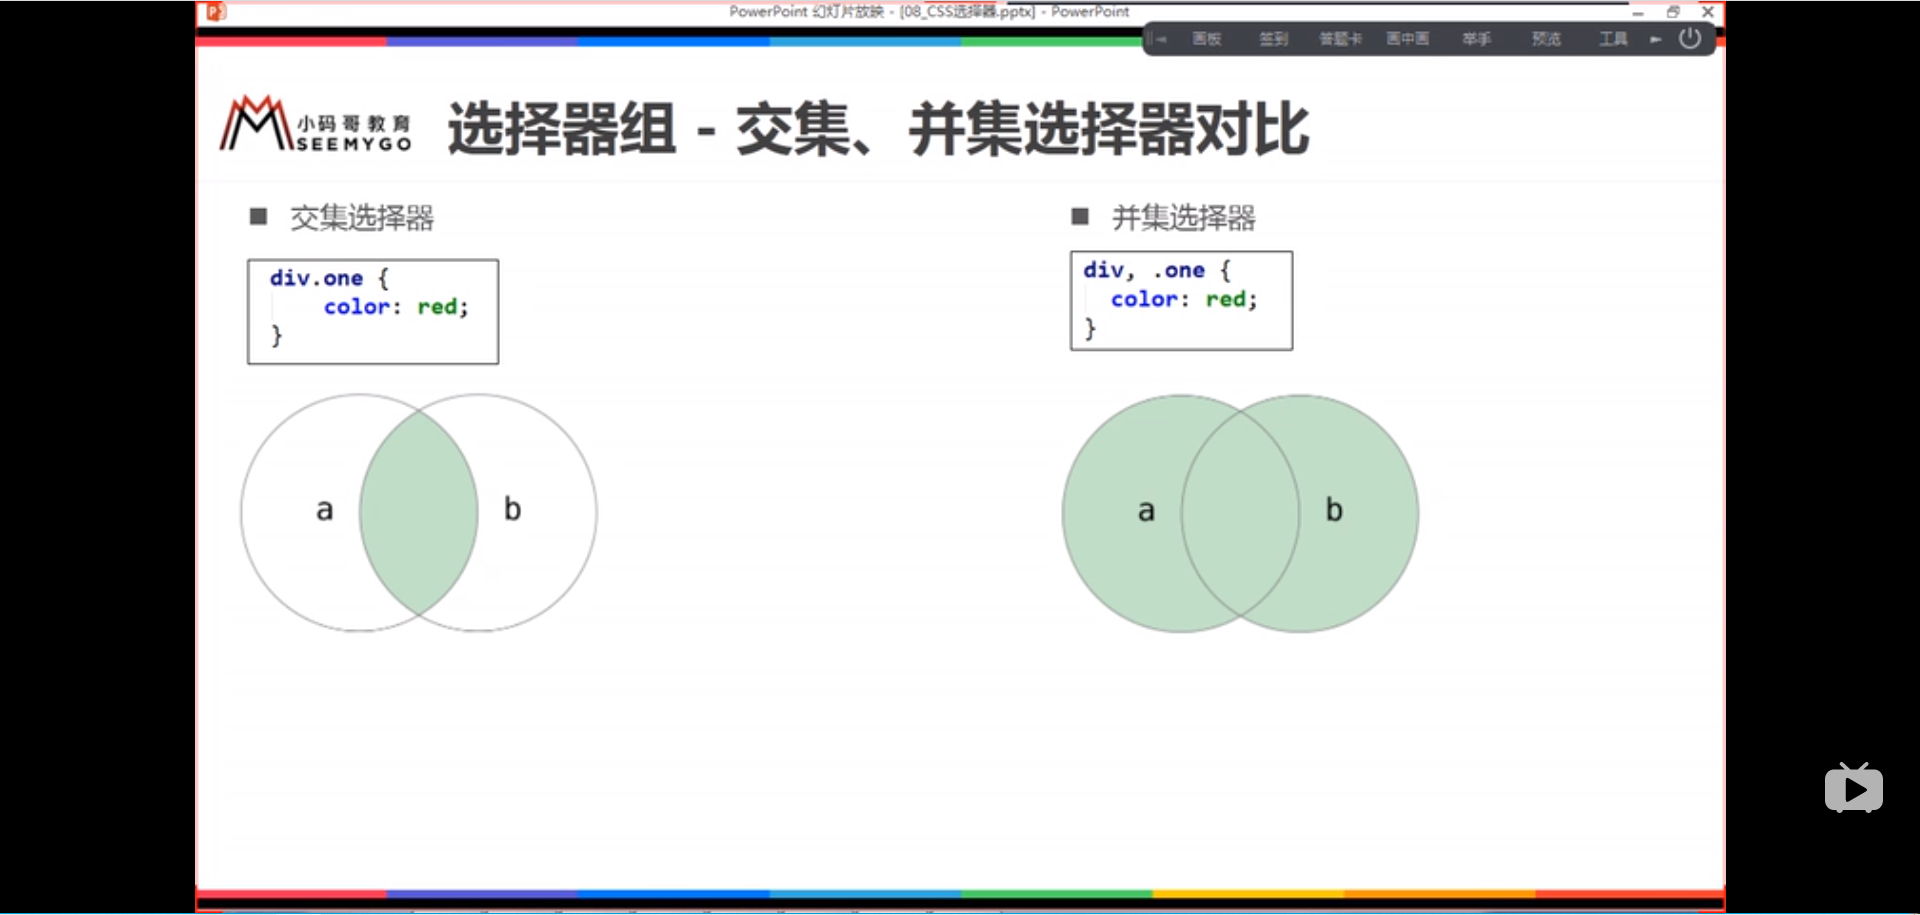 PowerPoint 幻灯片放映 - [08_CSS选择器.pptx] - PowerPoint
画板 签到 答题卡 画中画 举手 预览 工具
小码哥教育
SEEMYGO
选择器组 - 交集、并集选择器对比
■ 交集选择器
div.one {
color: red;
}
a b
■ 并集选择器
div, .one {
color: red;
}
a b